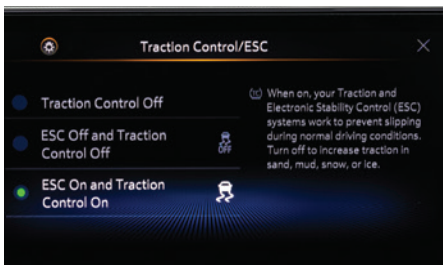 Traction Control/ESC
Traction Control Off
ESC Off and Traction
Control Off
OFF
ESC On and Traction
Control On
When on, your Traction and
Electronic Stability Control (ESC)
systems work to prevent slipping
during normal driving conditions.
Turn off to increase traction in
sand, mud, snow, or ice.